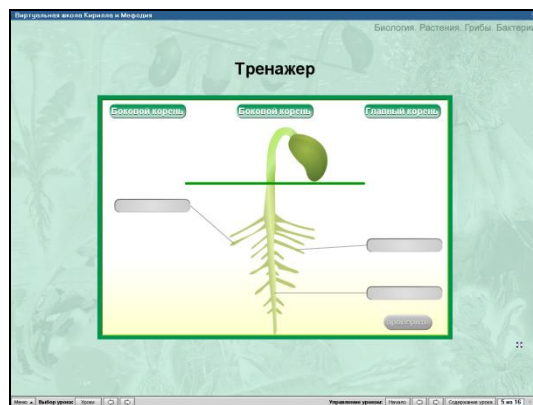 Виртуальная школа Кирилла и Мефодия
Биология. Растения. Грибы. Бактерии
Тренажер
Боковой корень Боковой корень Главный корень
Меню Выбор урока: Уроки Управление уроком: Начало Содержание урока 5 из 16